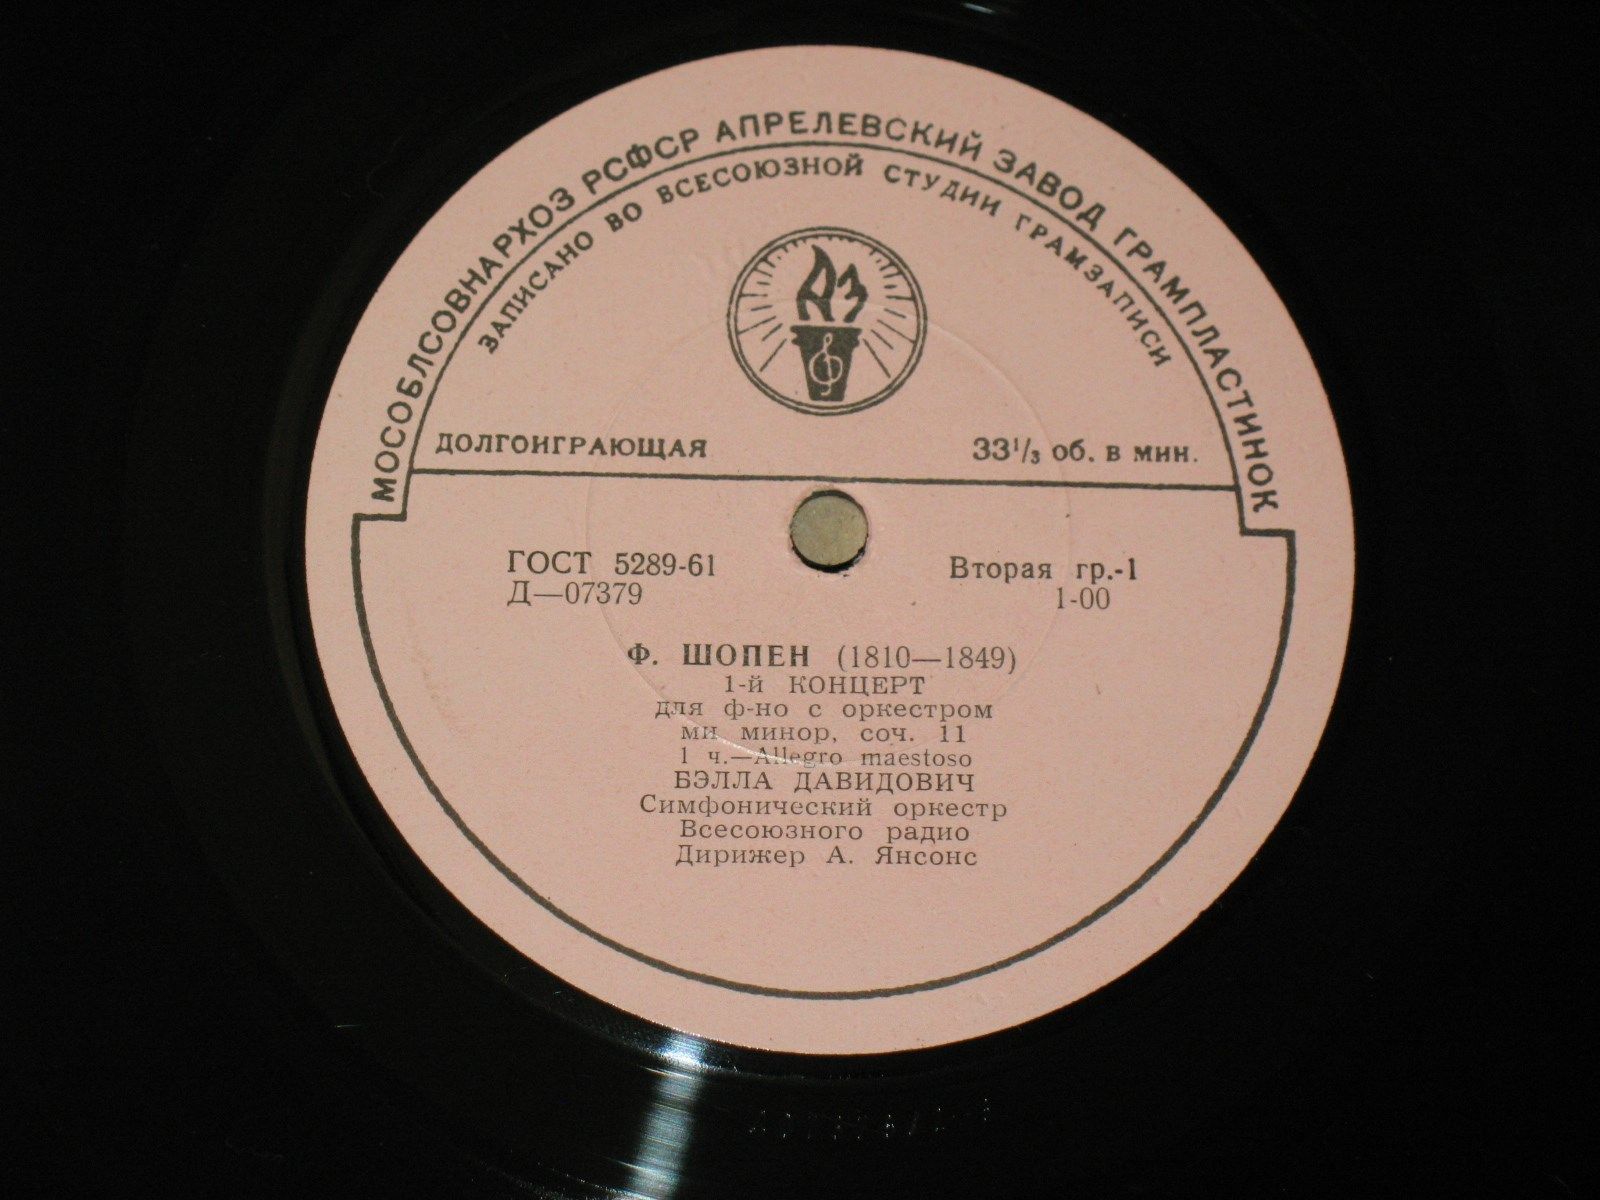 МОСОБЛСОВНАРХОЗ РСФСР АПРЕЛЕВСКИЙ ЗАВОД ГРАМПЛАСТИНОК
ЗАПИСАНО ВО ВСЕСОЮЗНОЙ СТУДИИ ГРАМЗАПИСИ
АЗ
ДОЛГОИГРАЮЩАЯ 33 1/3 об. в мин.
ГОСТ 5289-61 Вторая гр.-1
Д—07379 1-00
Ф. ШОПЕН (1810—1849)
1-й КОНЦЕРТ
для ф-но с оркестром
ми минор, соч. 11
1 ч.—Allegro maestoso
БЭЛЛА ДАВИДОВИЧ
Симфонический оркестр
Всесоюзного радио
Дирижер А. Янсонс